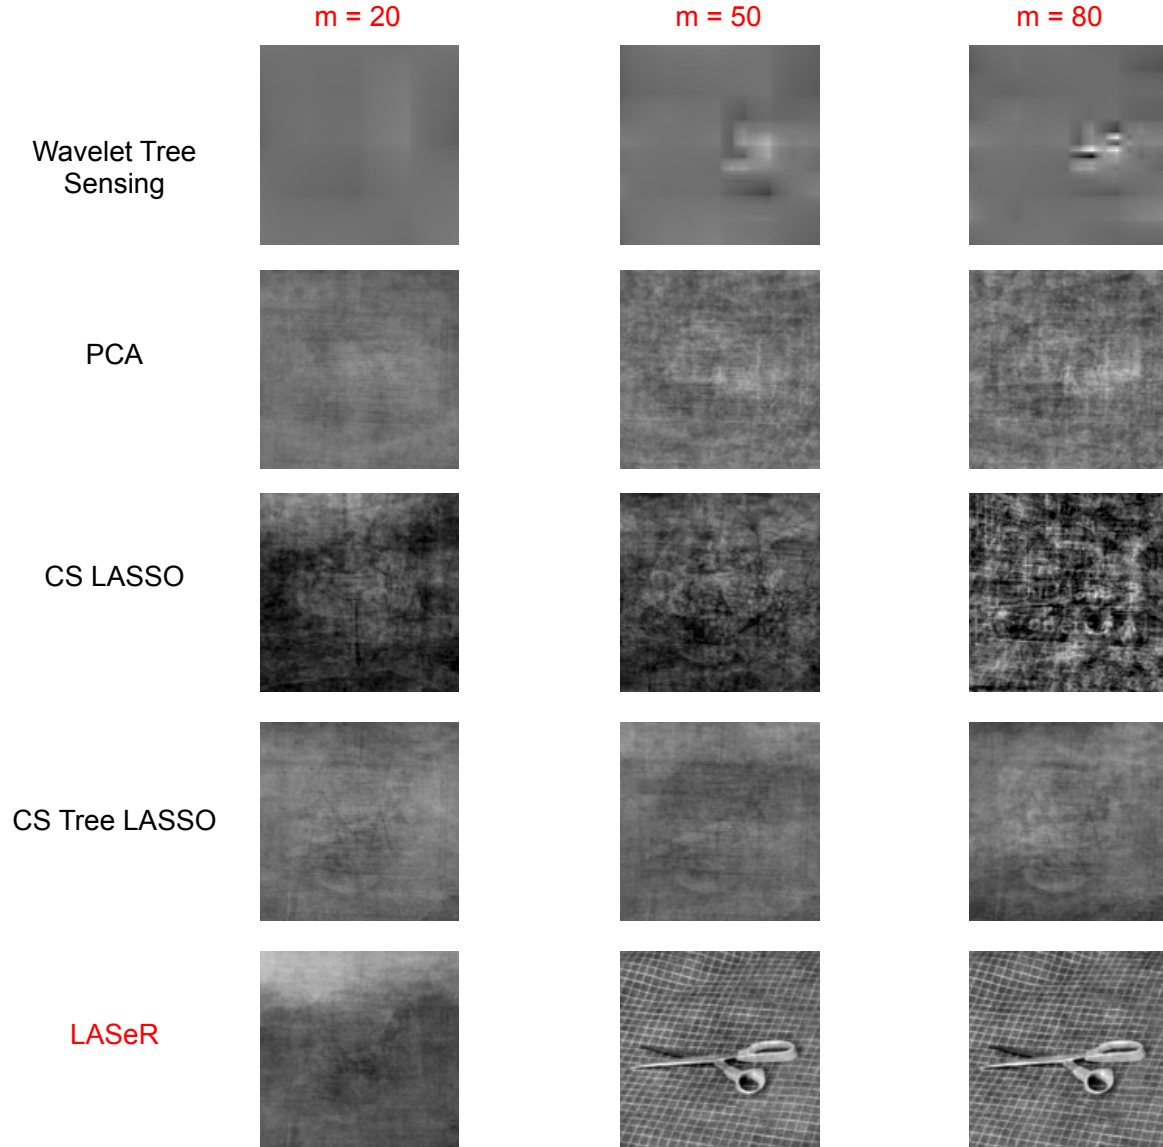 m = 20 m = 50 m = 80
Wavelet Tree
Sensing
PCA
CS LASSO
CS Tree LASSO
LASeR